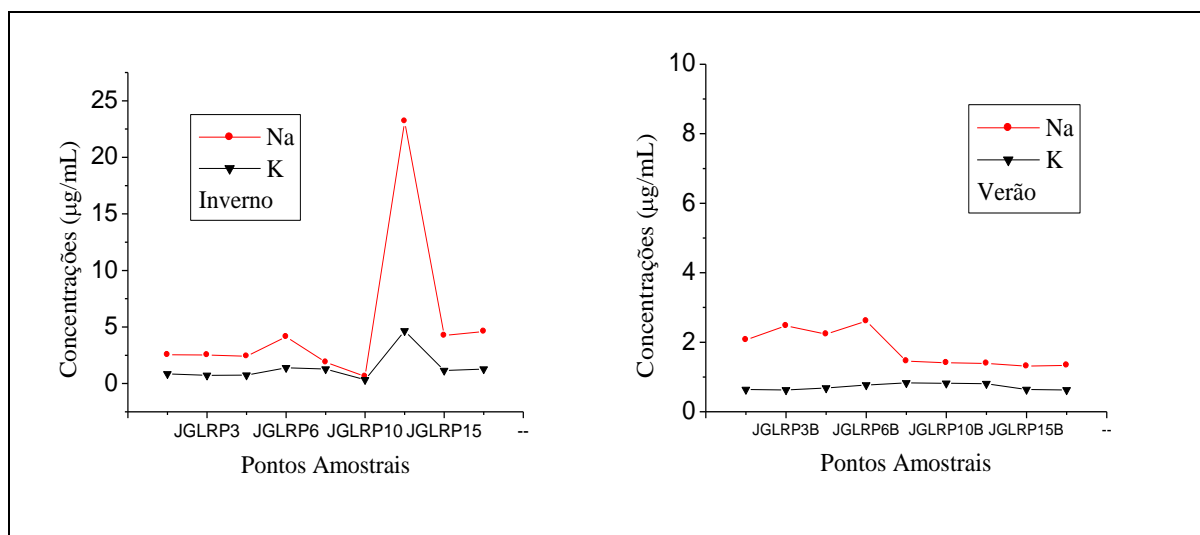 Concentrações (µg/mL)
25
20
15
10
5
0
Na
K
Inverno
JGLRP3 JGLRP6 JGLRP10 JGLRP15 --
Pontos Amostrais
Concentrações (µg/mL)
10
8
6
4
2
0
Na
K
Verão
JGLRP3B JGLRP6B JGLRP10B JGLRP15B --
Pontos Amostrais